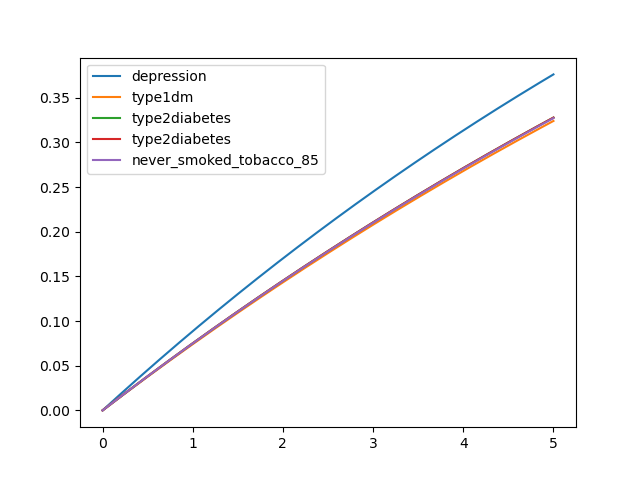 depression
type1dm
type2diabetes
type2diabetes
never_smoked_tobacco_85
0.35
0.30
0.25
0.20
0.15
0.10
0.05
0.00
0 1 2 3 4 5